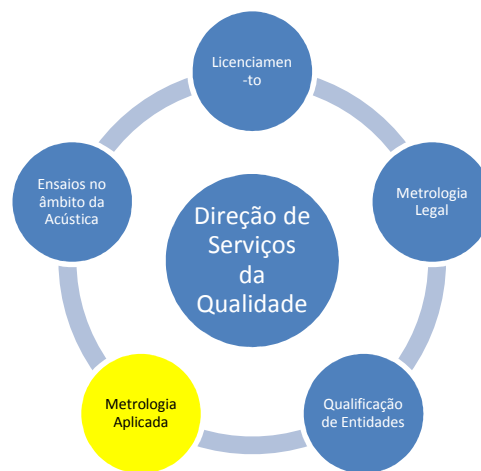 Licenciamen
-to
Ensaios no
âmbito da
Acústica
Metrologia
Legal
Direção de
Serviços
da
Qualidade
Metrologia
Aplicada
Qualificação
de Entidades